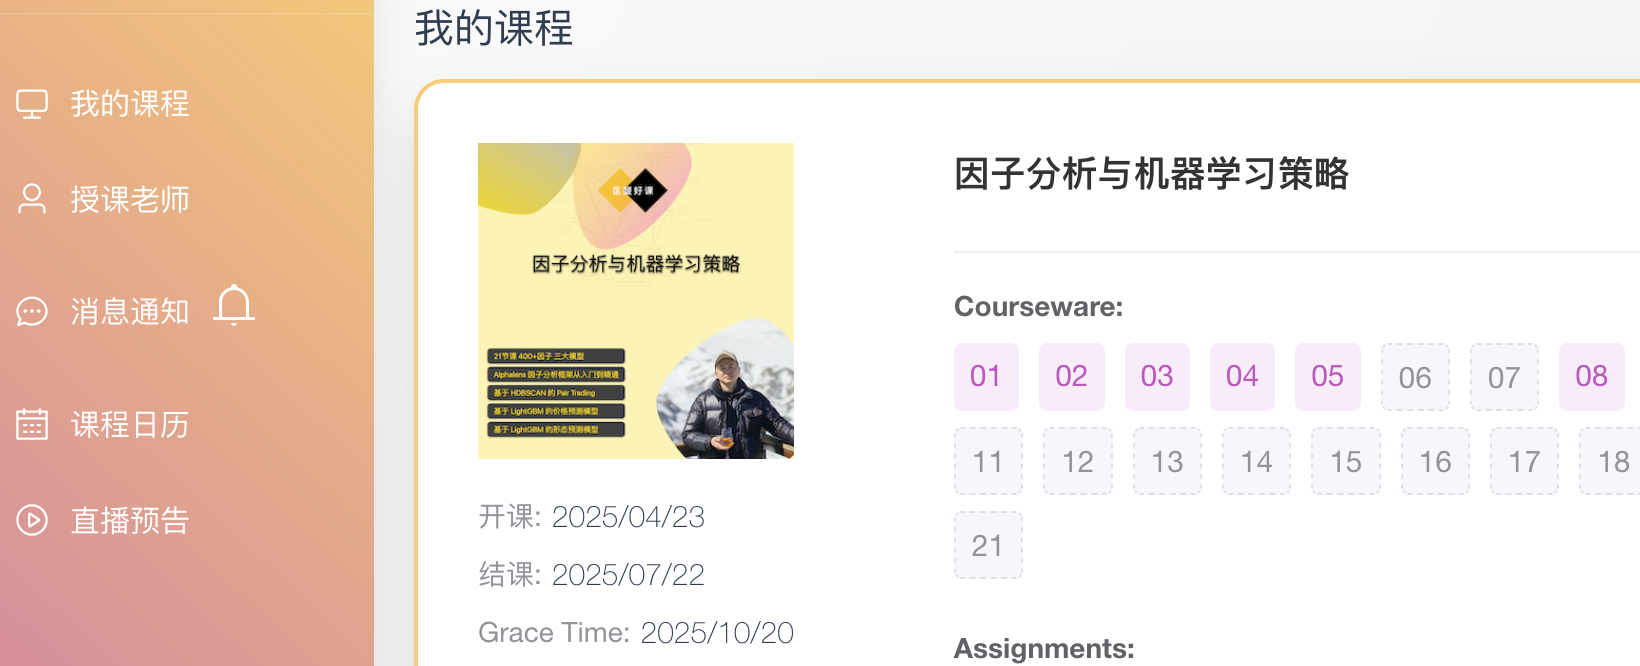 我的课程
我的课程
授课老师
消息通知
课程日历
直播预告
匡醍好课
因子分析与机器学习策略
21节课 400+因子 三大模型
Alphalens 因子分析框架从入门到精通
基于 HDBSCAN 的 Pair Trading
基于 LightGBM 的价格预测模型
基于 LightGBM 的形态预测模型
开课: 2025/04/23
结课: 2025/07/22
Grace Time: 2025/10/20
因子分析与机器学习策略
Courseware:
01 02 03 04 05 06 07 08
11 12 13 14 15 16 17 18
21
Assignments: